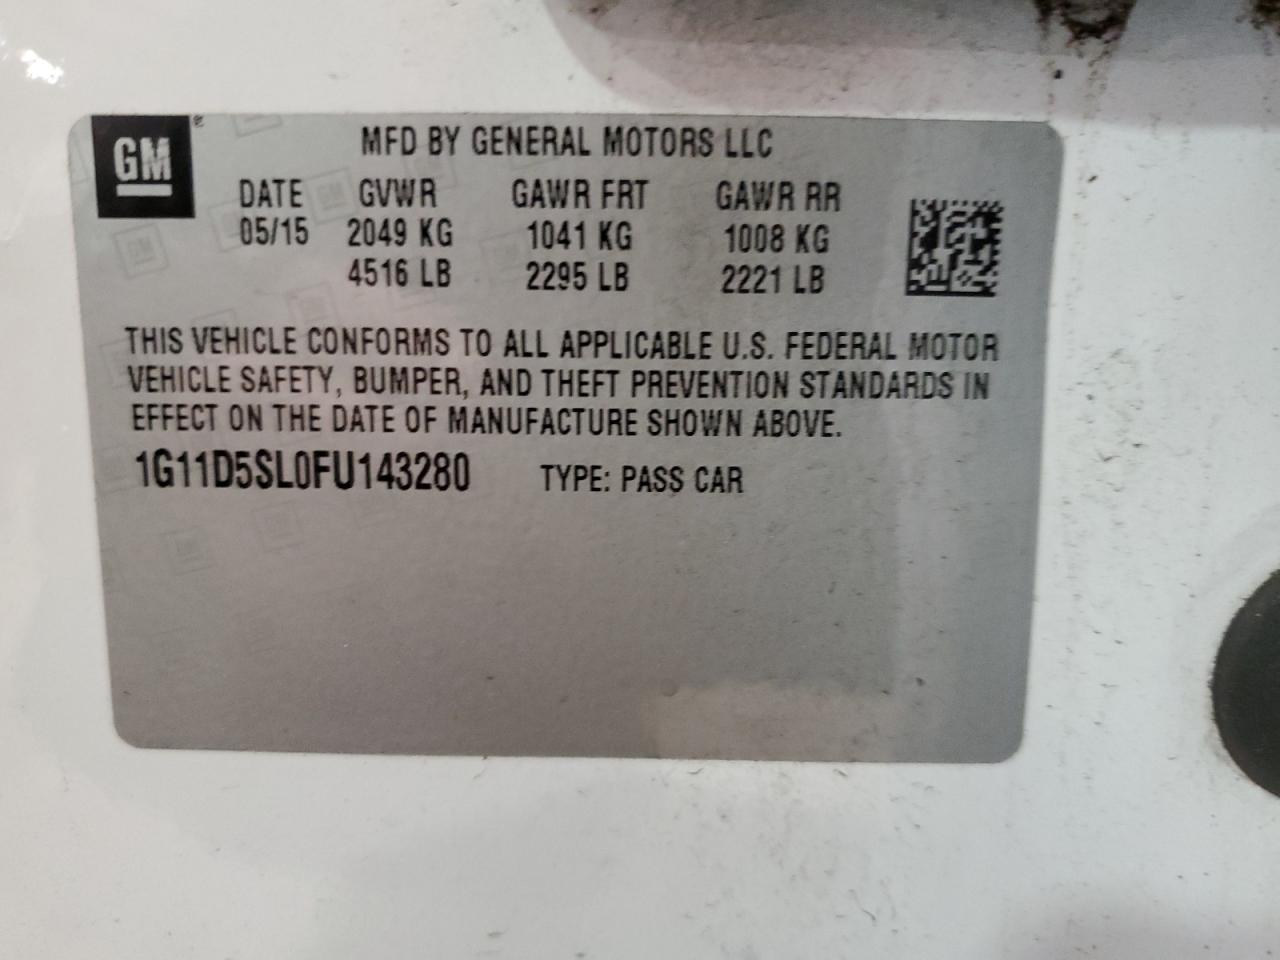 GM ®
MFD BY GENERAL MOTORS LLC
DATE GVWR GAWR FRT GAWR RR
05/15 2049 KG 1041 KG 1008 KG
4516 LB 2295 LB 2221 LB
THIS VEHICLE CONFORMS TO ALL APPLICABLE U.S. FEDERAL MOTOR
VEHICLE SAFETY, BUMPER, AND THEFT PREVENTION STANDARDS IN
EFFECT ON THE DATE OF MANUFACTURE SHOWN ABOVE.
1G11D5SL0FU143280 TYPE: PASS CAR